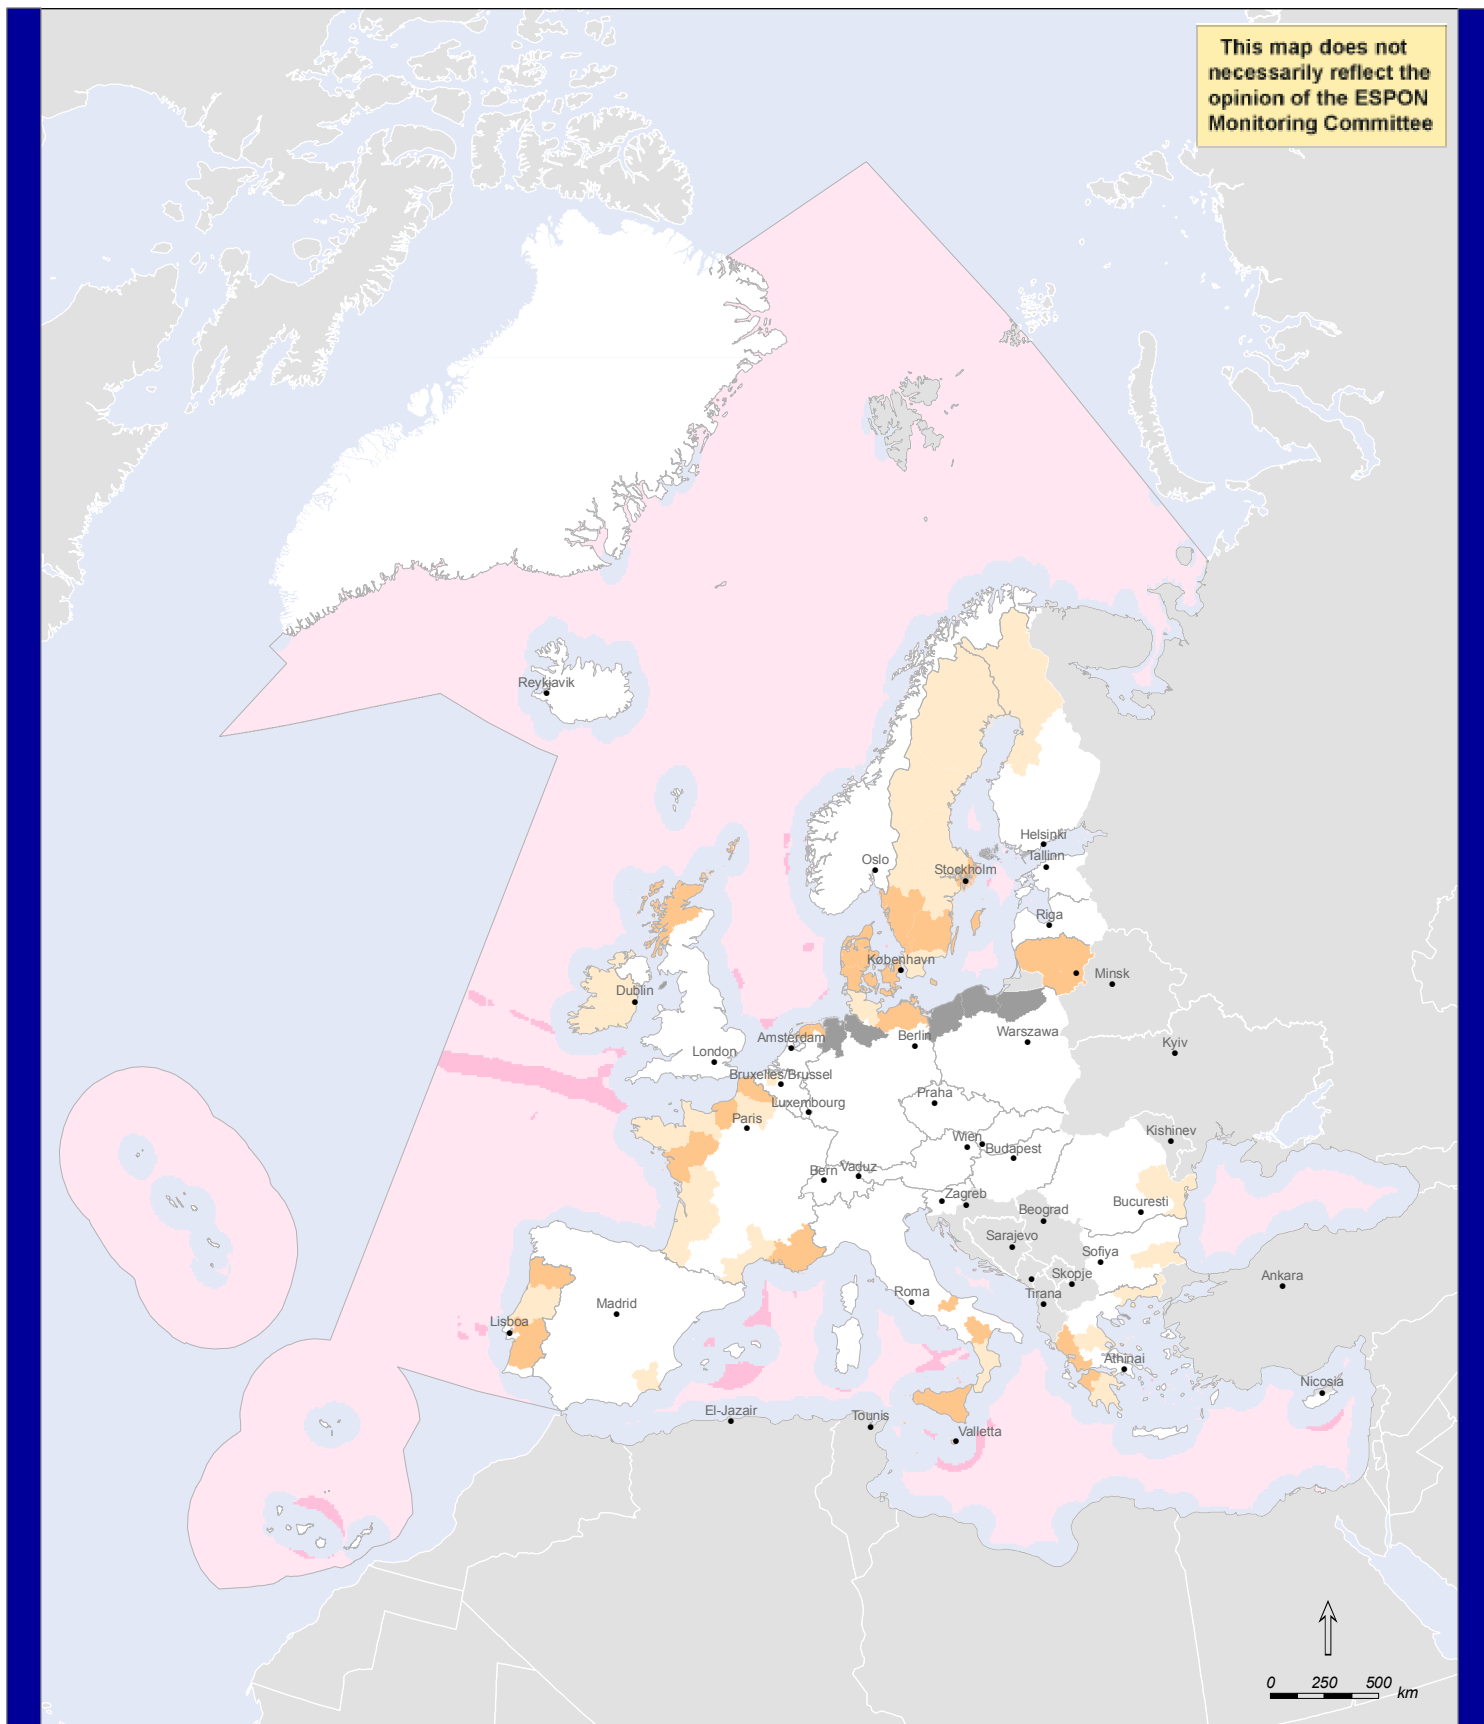 This map does not
necessarily reflect the
opinion of the ESPON
Monitoring Committee
Reykjavik
Helsinki
Tallinn
Oslo
Stockholm
Riga
København
Minsk
Dublin
Amsterdam
Berlin
Warszawa
London
Kyiv
Bruxelles/Brussel
Praha
Luxembourg
Paris
Kishinev
Wien
Budapest
Bern
Vaduz
Zagreb
Bucuresti
Beograd
Sarajevo
Sofiya
Skopje
Ankara
Roma
Tirana
Madrid
Lisboa
Athinai
Nicosia
El-Jazair
Tounis
Valletta
0 250 500
km